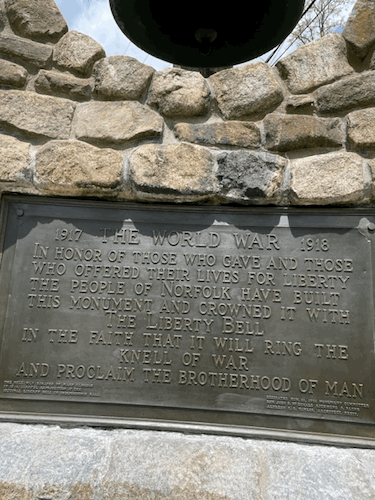 1917 THE WORLD WAR 1918
IN HONOR OF THOSE WHO GAVE AND THOSE
WHO OFFERED THEIR LIVES FOR LIBERTY
THE PEOPLE OF NORFOLK HAVE BUILT
THIS MONUMENT AND CROWNED IT WITH
THE LIBERTY BELL
IN THE FAITH THAT IT WILL RING THE
KNELL OF WAR
AND PROCLAIM THE BROTHERHOOD OF MAN